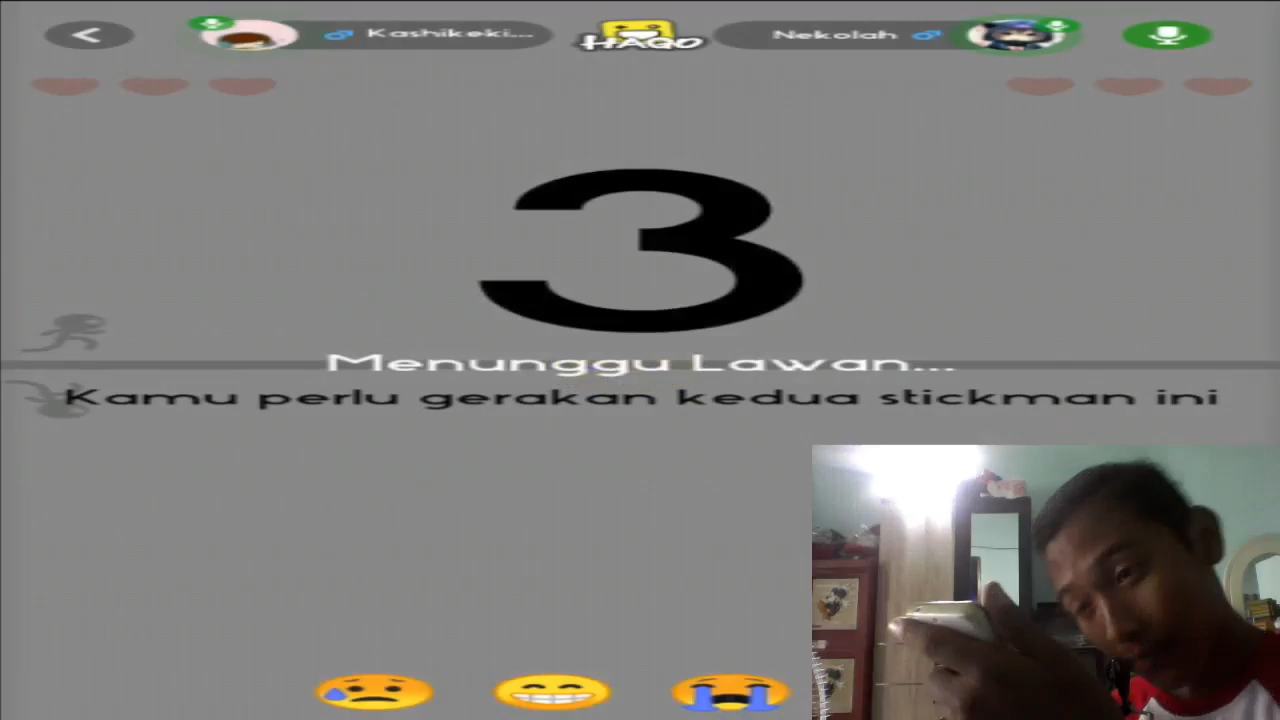 Kashikeki... HAGO Nekolah
3
Menunggu Lawan...
Kamu perlu gerakan kedua stickman ini